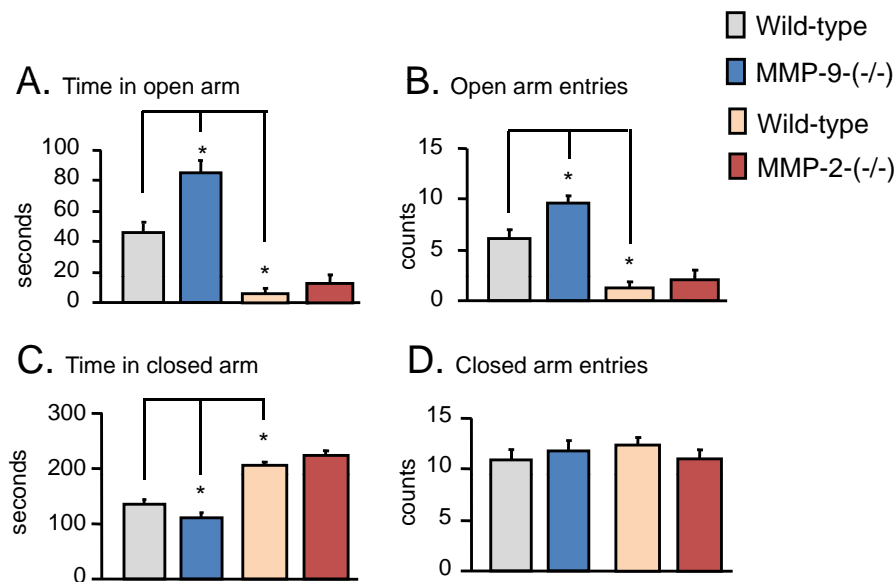 Wild-type
MMP-9-(-/-)
Wild-type
MMP-2-(-/-)
A. Time in open arm
100
80
60
40
20
0
seconds
*
*
B. Open arm entries
15
10
5
0
counts
*
*
C. Time in closed arm
300
200
100
0
seconds
*
*
D. Closed arm entries
15
10
5
0
counts